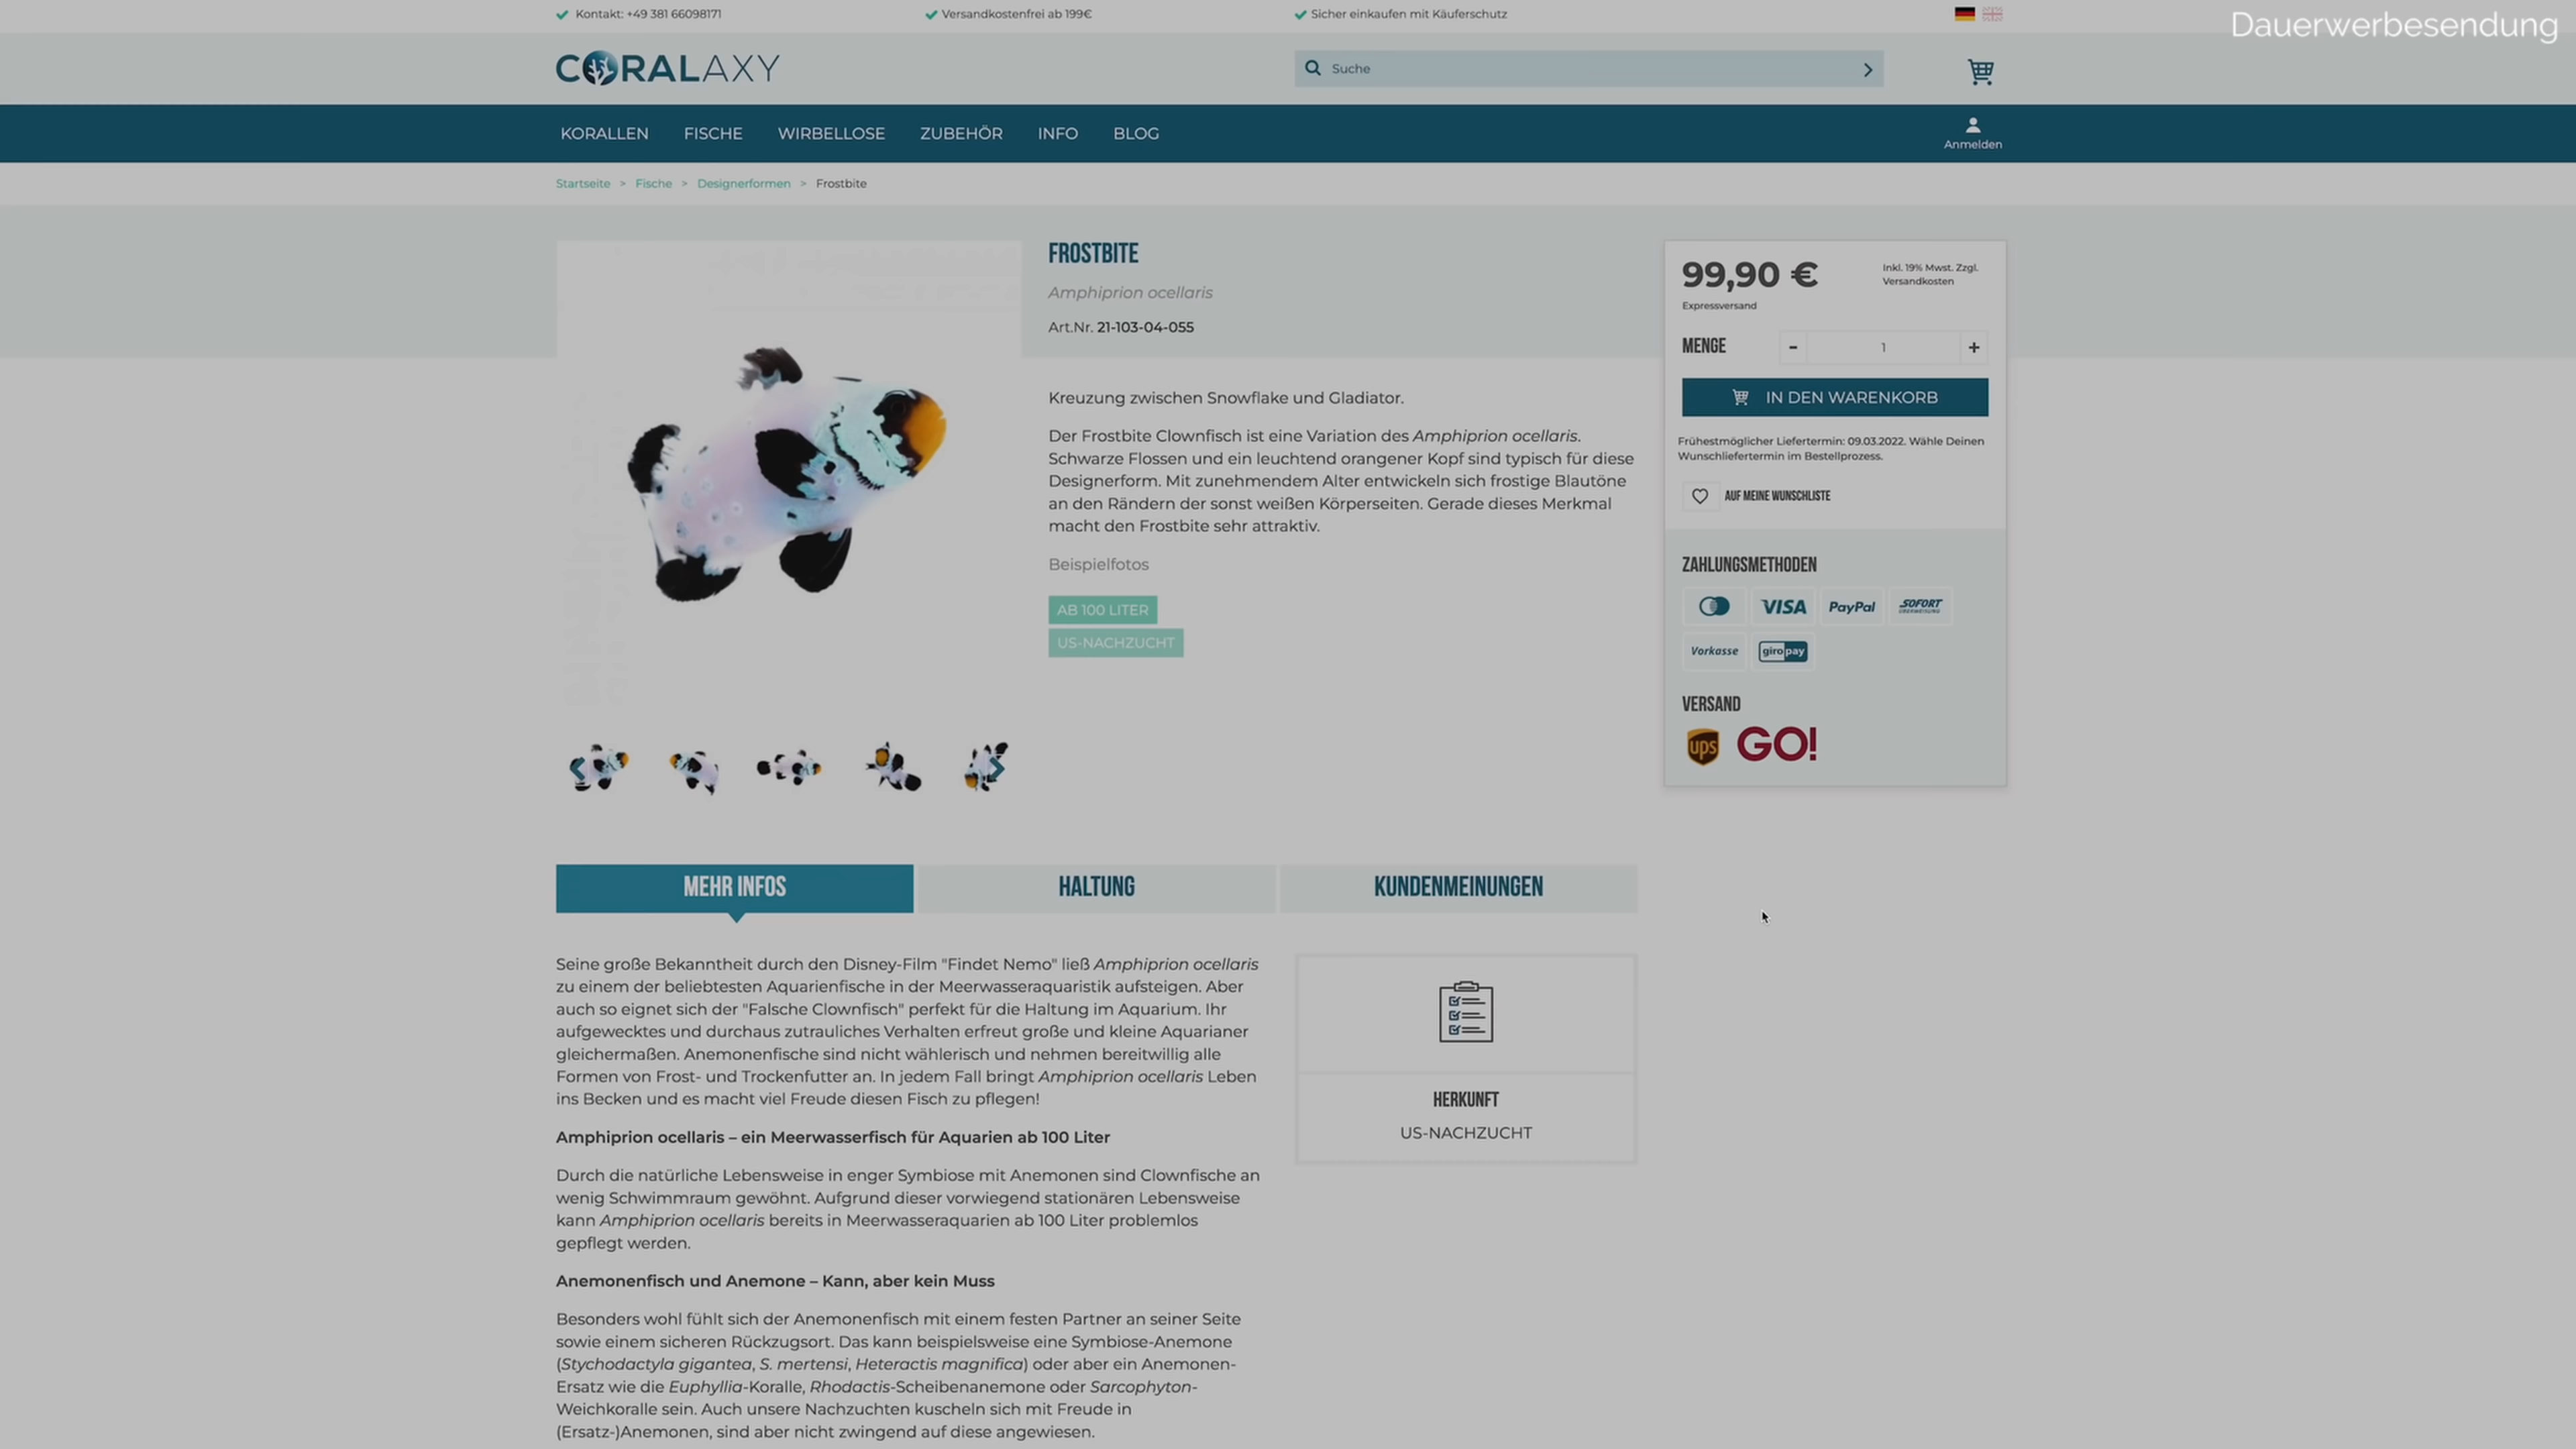 Kontakt: +49 381 66098171
Versandkostenfrei ab 199€
Sicher einkaufen mit Käuferschutz
Dauerwerbesendung
CORALAXY
Suche
KORALLEN
FISCHE
WIRBELLOSE
ZUBEHÖR
INFO
BLOG
Anmelden
Startseite > Fische > Designerformen > Frostbite
FROSTBITE
Amphiprion ocellaris
Art.Nr. 21-103-04-055
Kreuzung zwischen Snowflake und Gladiator.
Der Frostbite Clownfisch ist eine Variation des Amphiprion ocellaris.
Schwarze Flossen und ein leuchtend orangener Kopf sind typisch für diese
Designerform. Mit zunehmendem Alter entwickeln sich frostige Blautöne
an den Rändern der sonst weißen Körperseiten. Gerade dieses Merkmal
macht den Frostbite sehr attraktiv.
Beispielfotos
AB 100 LITER
US-NACHZUCHT
99,90 €
Inkl. 19% Mwst. Zzgl.
Versandkosten
Expressversand
MENGE
-
1
+
IN DEN WARENKORB
Frühestmöglicher Liefertermin: 09.03.2022. Wähle Deinen
Wunschliefertermin im Bestellprozess.
AUF MEINE WUNSCHLISTE
ZAHLUNGSMETHODEN
VISA
PayPal
SOFORT
ÜBERWEISUNG
Vorkasse
giropay
VERSAND
ups
GO!
MEHR INFOS
HALTUNG
KUNDENMEINUNGEN
Seine große Bekanntheit durch den Disney-Film "Findet Nemo" ließ Amphiprion ocellaris
zu einem der beliebtesten Aquarienfische in der Meerwasseraquaristik aufsteigen. Aber
auch so eignet sich der "Falsche Clownfisch" perfekt für die Haltung im Aquarium. Ihr
aufgewecktes und durchaus zutrauliches Verhalten erfreut große und kleine Aquarianer
gleichermaßen. Anemonenfische sind nicht wählerisch und nehmen bereitwillig alle
Formen von Frost- und Trockenfutter an. In jedem Fall bringt Amphiprion ocellaris Leben
ins Becken und es macht viel Freude diesen Fisch zu pflegen!
Amphiprion ocellaris – ein Meerwasserfisch für Aquarien ab 100 Liter
Durch die natürliche Lebensweise in enger Symbiose mit Anemonen sind Clownfische an
wenig Schwimmraum gewöhnt. Aufgrund dieser vorwiegend stationären Lebensweise
kann Amphiprion ocellaris bereits in Meerwasseraquarien ab 100 Liter problemlos
gepflegt werden.
Anemonenfisch und Anemone – Kann, aber kein Muss
Besonders wohl fühlt sich der Anemonenfisch mit einem festen Partner an seiner Seite
sowie einem sicheren Rückzugsort. Das kann beispielsweise eine Symbiose-Anemone
(Stychodactyla gigantea, S. mertensi, Heteractis magnifica) oder aber ein Anemonen-
Ersatz wie die Euphyllia-Koralle, Rhodactis-Scheibenanemone oder Sarcophyton-
Weichkoralle sein. Auch unsere Nachzuchten kuscheln sich mit Freude in
(Ersatz-)Anemonen, sind aber nicht zwingend auf diese angewiesen.
HERKUNFT
US-NACHZUCHT